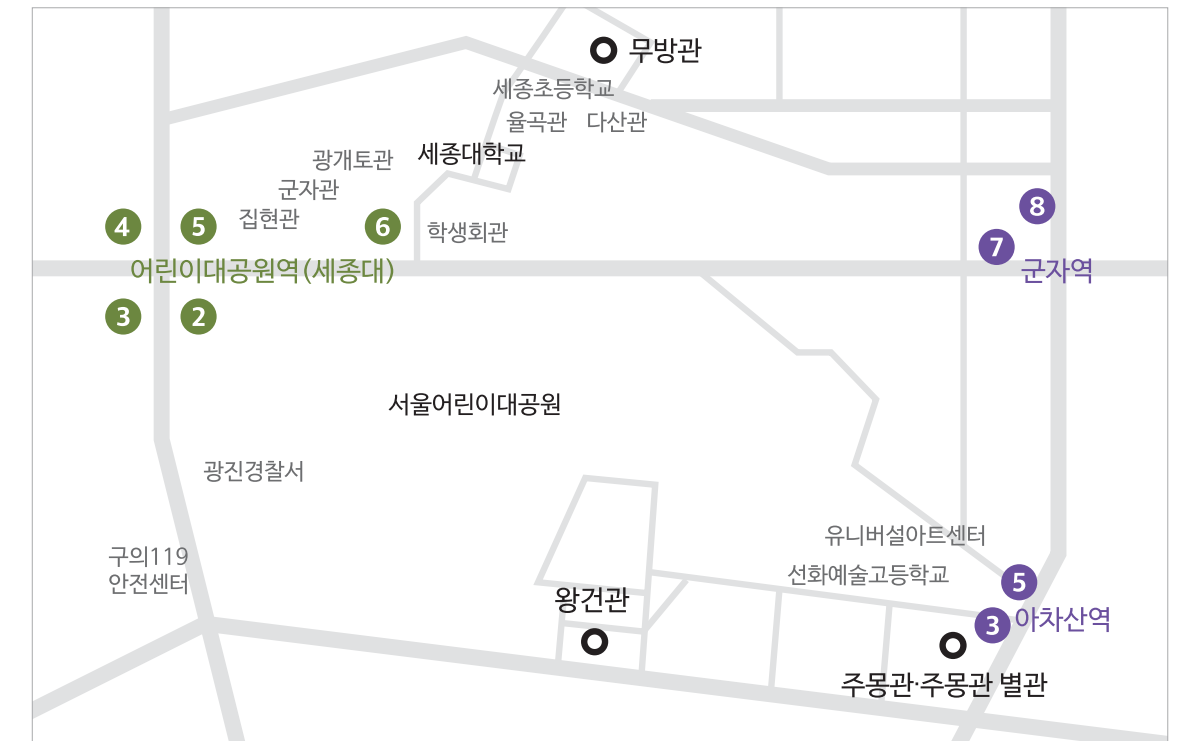 무방관
세종초등학교
율곡관 다산관
세종대학교
광개토관
군자관
집현관
4 5 6
학생회관
8
7
어린이대공원역(세종대)
군자역
3 2
서울어린이대공원
광진경찰서
유니버설아트센터
구의119
안전센터
선화예술고등학교
5
왕건관
3
아차산역
주몽관·주몽관 별관